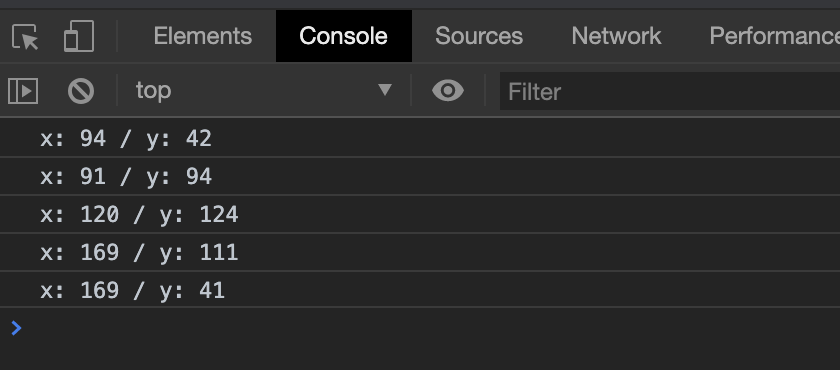 Elements Console Sources Network Performance
top Filter
x: 94 / y: 42
x: 91 / y: 94
x: 120 / y: 124
x: 169 / y: 111
x: 169 / y: 41